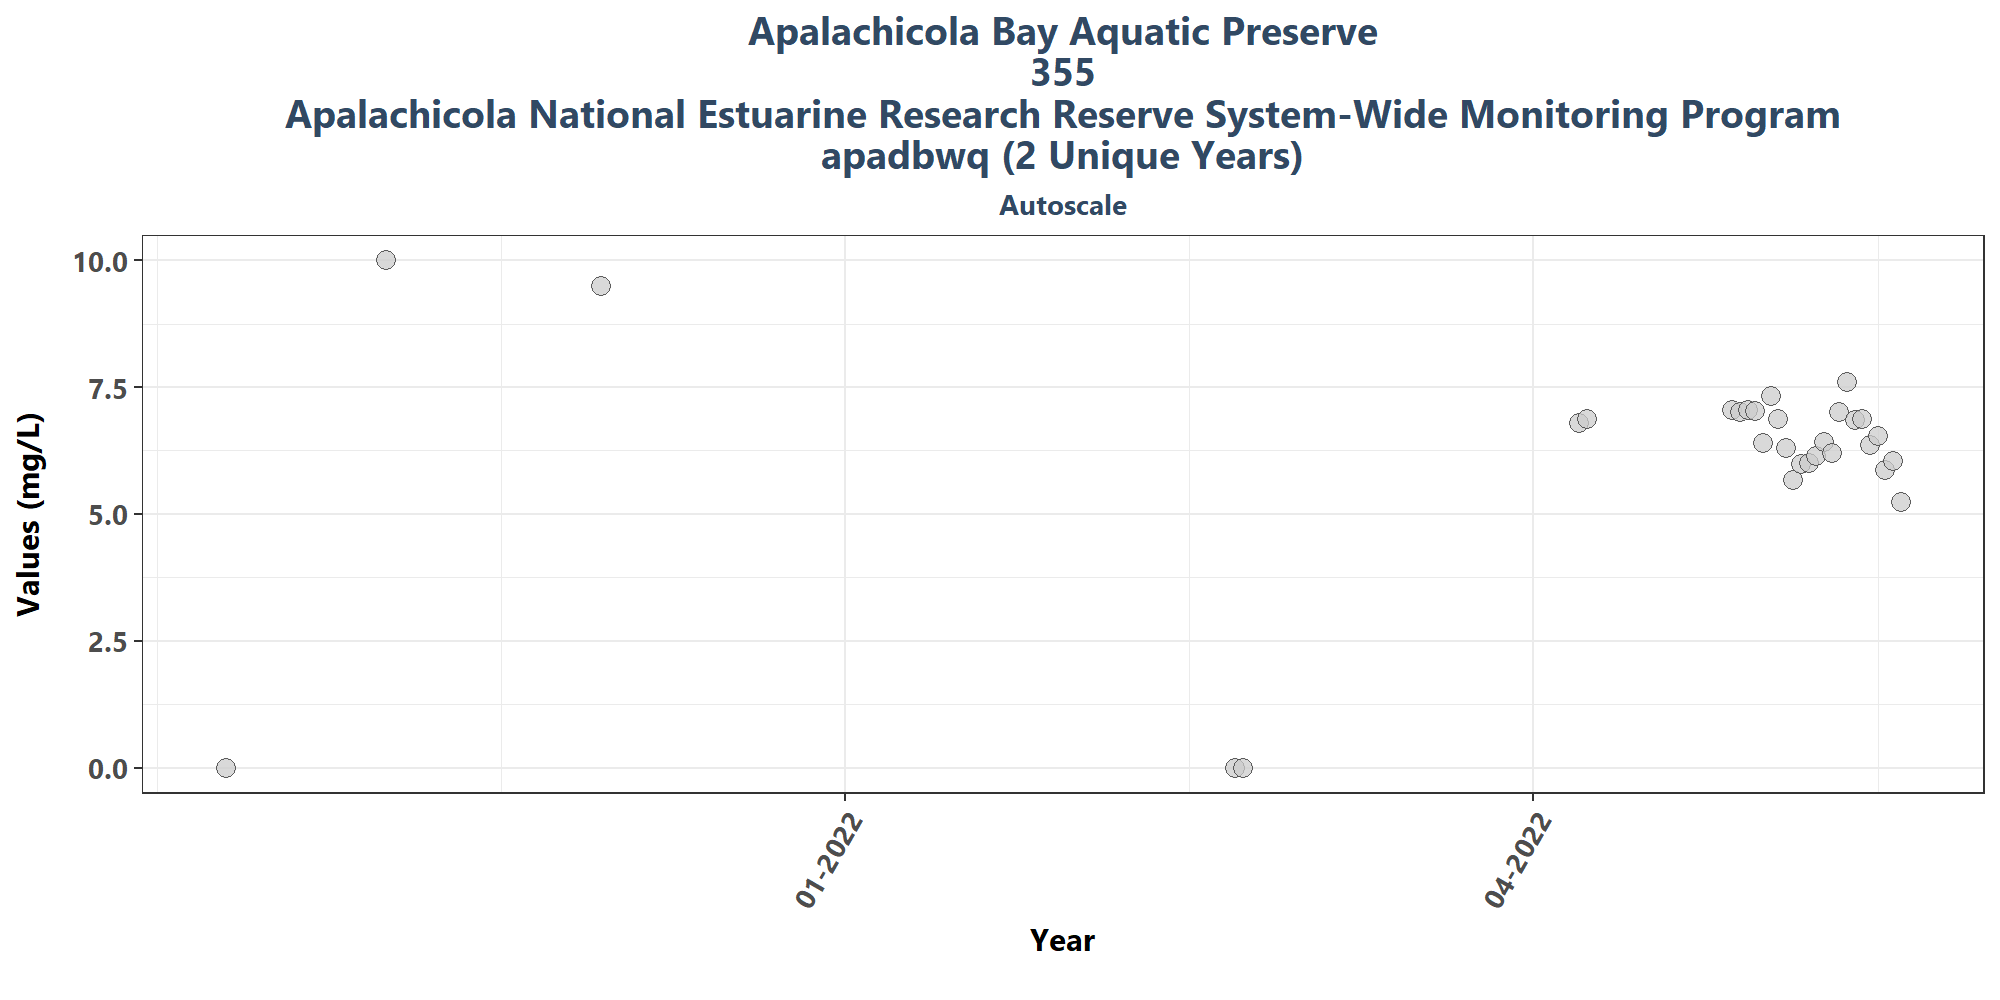 Apalachicola Bay Aquatic Preserve
355
Apalachicola National Estuarine Research Reserve System-Wide Monitoring Program
apadbwq (2 Unique Years)
Autoscale
10.0
7.5
5.0
2.5
0.0
Values (mg/L)
01-2022
04-2022
Year